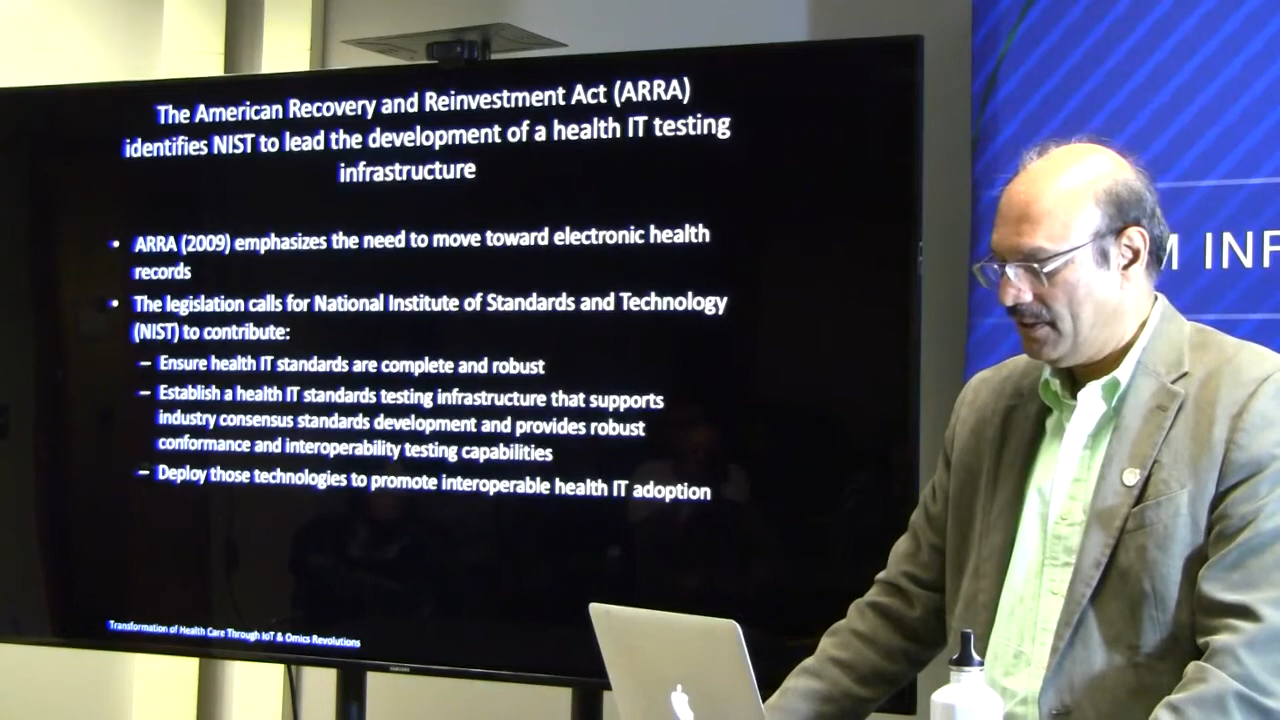 The American Recovery and Reinvestment Act (ARRA)
identifies NIST to lead the development of a health IT testing
infrastructure
• ARRA (2009) emphasizes the need to move toward electronic health
records
• The legislation calls for National Institute of Standards and Technology
(NIST) to contribute:
– Ensure health IT standards are complete and robust
– Establish a health IT standards testing infrastructure that supports
industry consensus standards development and provides robust
conformance and interoperability testing capabilities
– Deploy those technologies to promote interoperable health IT adoption
Transformation of Health Care Through IoT & Omics Revolutions
SAMSUNG
M INF